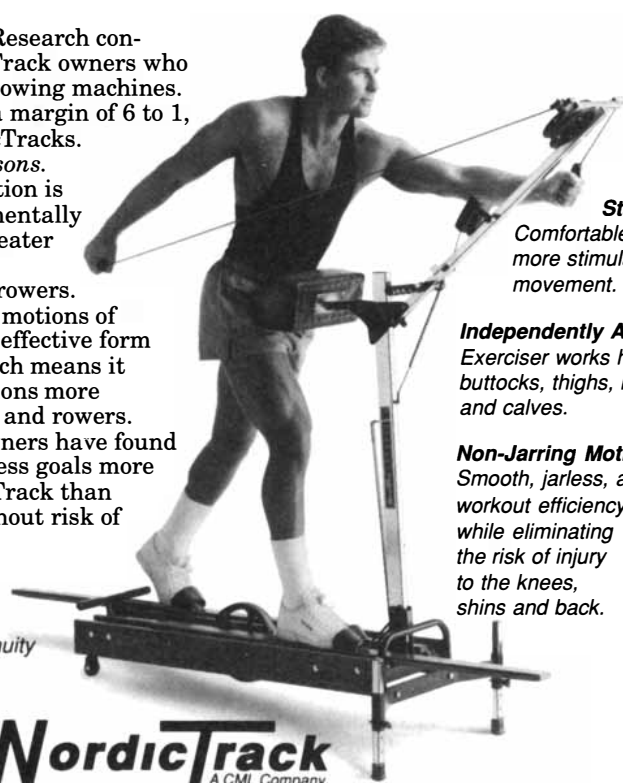 Research con-
Track owners who
owing machines.
a margin of 6 to 1,
cTracks.
sons.
tion is
mentally
eater
rowers.
motions of
effective form
ch means it
ons more
and rowers.
ners have found
ess goals more
Track than
hout risk of
nuity
St
Comfortable
more stimul
movement.
Independently A
Exerciser works h
buttocks, thighs,
and calves.
Non-Jarring Mot
Smooth, jarless, a
workout efficiency
while eliminating
the risk of injury
to the knees,
shins and back.
NordicTrack
A CML Company